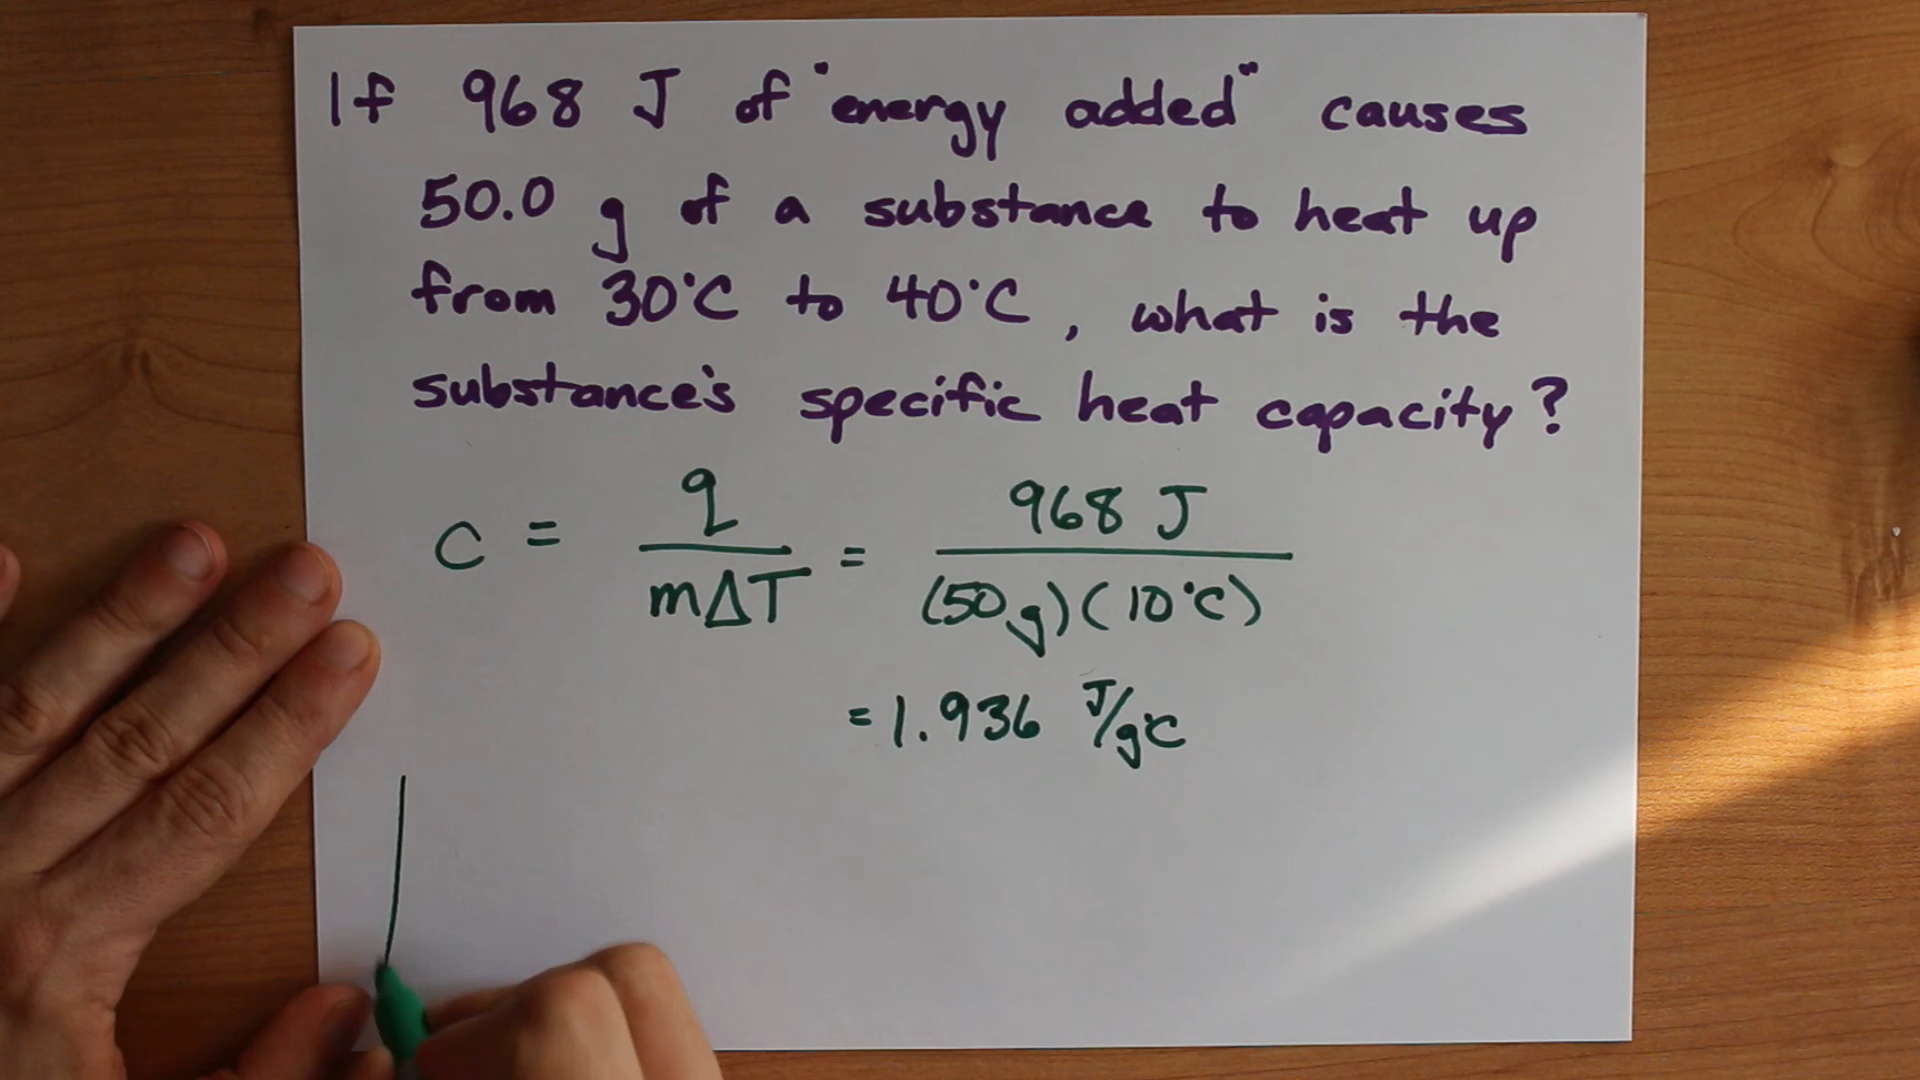 If 968 J of "energy added" causes
50.0 g of a substance to heat up
from 30°C to 40°C, what is the
substance's specific heat capacity?
c = q / mΔT = 968 J / (50g)(10°C)
= 1.936 J/g°C